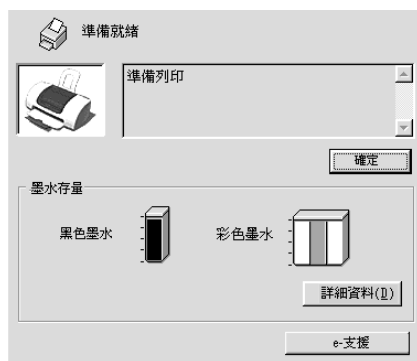 準備就緒
準備列印
確定
墨水存量
黑色墨水
彩色墨水
詳細資料(D)
e-支援